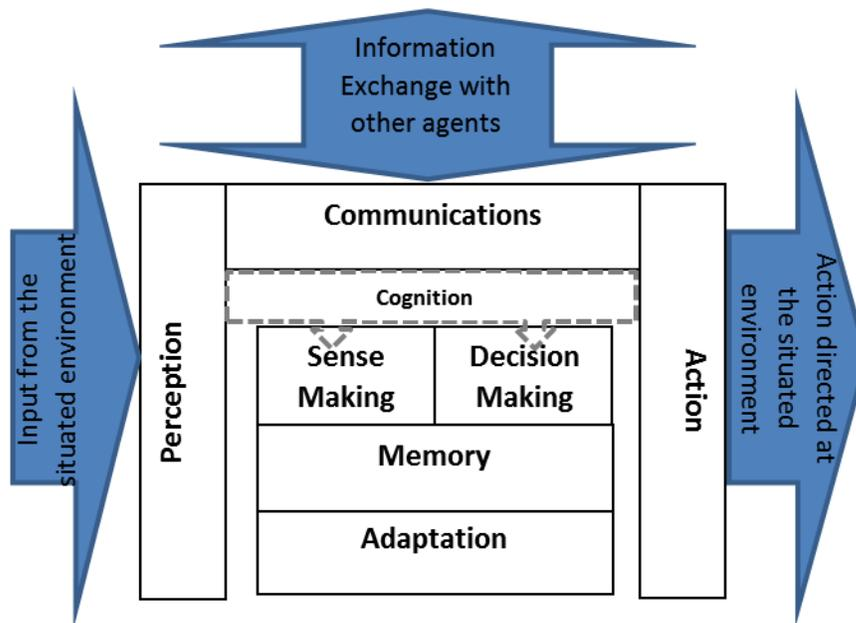 Information
Exchange with
other agents
Input from the
situated environment
Perception
Communications
Cognition
Sense
Making
Decision
Making
Memory
Adaptation
Action
Action directed at
the situated
environment